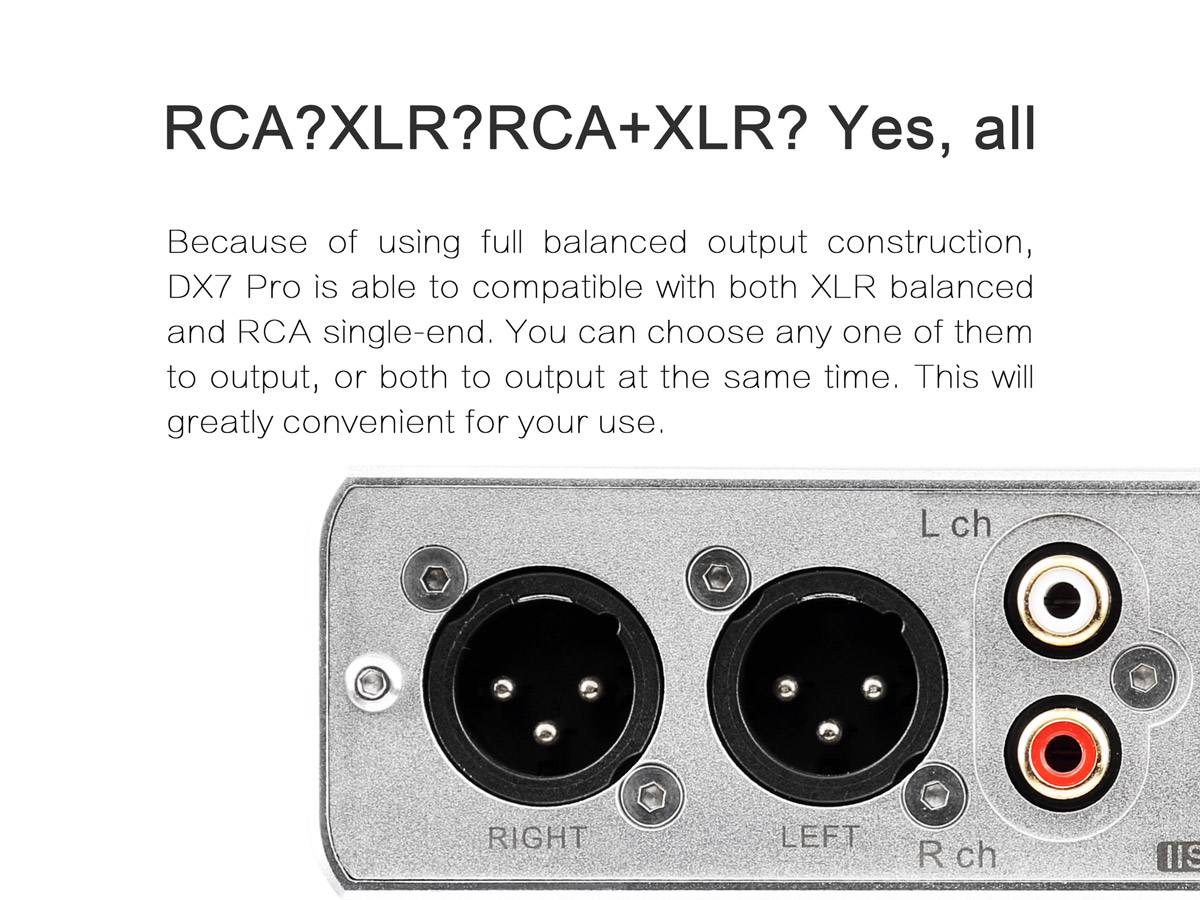 RCA?XLR?RCA+XLR? Yes, all
Because of using full balanced output construction,
DX7 Pro is able to compatible with both XLR balanced
and RCA single-end. You can choose any one of them
to output, or both to output at the same time. This will
greatly convenient for your use.
L ch
RIGHT
LEFT
R ch
IIS